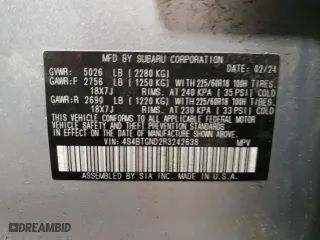 MFD BY SUBARU CORPORATION
GVWR: 5026 LB (2280 KG) 02/24
GAWR:F 2756 LB (1250 KG) WITH 225/60R18 100H TIRES,
18X7J RIMS, AT 240 KPA (35 PSI) COLD
GAWR:R 2690 LB (1220 KG) WITH 225/60R18 100H TIRES,
18X7J RIMS, AT 230 KPA (33 PSI) COLD
THIS VEHICLE CONFORMS TO ALL APPLICABLE FEDERAL
MOTOR VEHICLE SAFETY, BUMPER, AND THEFT
PREVENTION STANDARDS IN EFFECT ON THE DATE OF
MANUFACTURE SHOWN ABOVE.
VIN: 4S4BTGND2R3242638 MPV
ASSEMBLED BY SIA INC. MADE IN U.S.A.
DEALERSHIP.COM